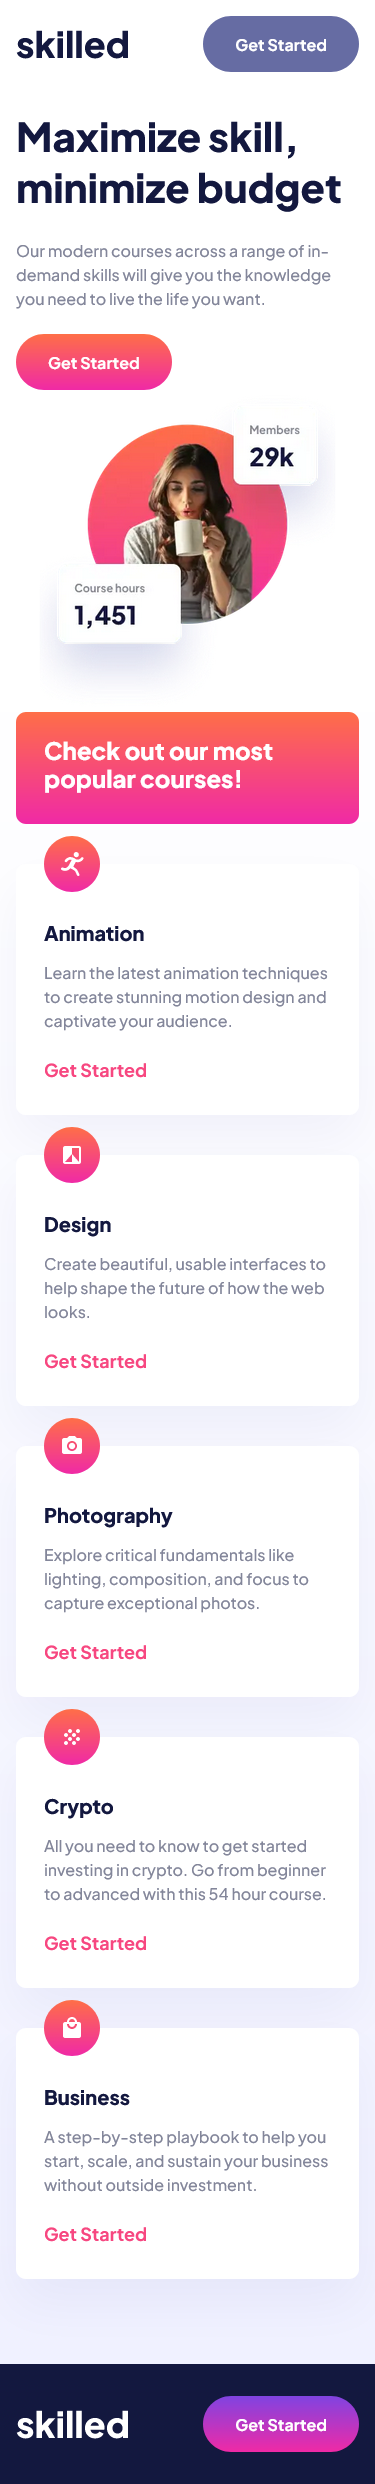 skilled
Get Started
Maximize skill,
minimize budget
Our modern courses across a range of in-
demand skills will give you the knowledge
you need to live the life you want.
Get Started
Members
29k
Course hours
1,451
Check out our most
popular courses!
Animation
Learn the latest animation techniques
to create stunning motion design and
captivate your audience.
Get Started
Design
Create beautiful, usable interfaces to
help shape the future of how the web
looks.
Get Started
Photography
Explore critical fundamentals like
lighting, composition, and focus to
capture exceptional photos.
Get Started
Crypto
All you need to know to get started
investing in crypto. Go from beginner
to advanced with this 54 hour course.
Get Started
Business
A step-by-step playbook to help you
start, scale, and sustain your business
without outside investment.
Get Started
skilled
Get Started